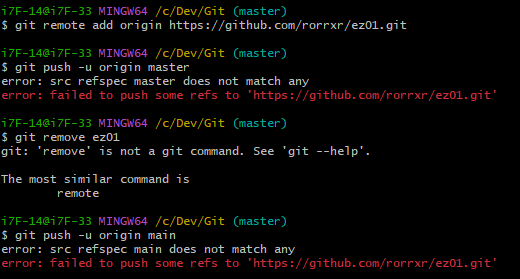 i7F-14@i7F-33 MINGW64 /c/Dev/Git (master)
$ git remote add origin https://github.com/rorrxr/ez01.git
i7F-14@i7F-33 MINGW64 /c/Dev/Git (master)
$ git push -u origin master
error: src refspec master does not match any
error: failed to push some refs to 'https://github.com/rorrxr/ez01.git'
i7F-14@i7F-33 MINGW64 /c/Dev/Git (master)
$ git remove ez01
git: 'remove' is not a git command. See 'git --help'.
The most similar command is
remote
i7F-14@i7F-33 MINGW64 /c/Dev/Git (master)
$ git push -u origin main
error: src refspec main does not match any
error: failed to push some refs to 'https://github.com/rorrxr/ez01.git'